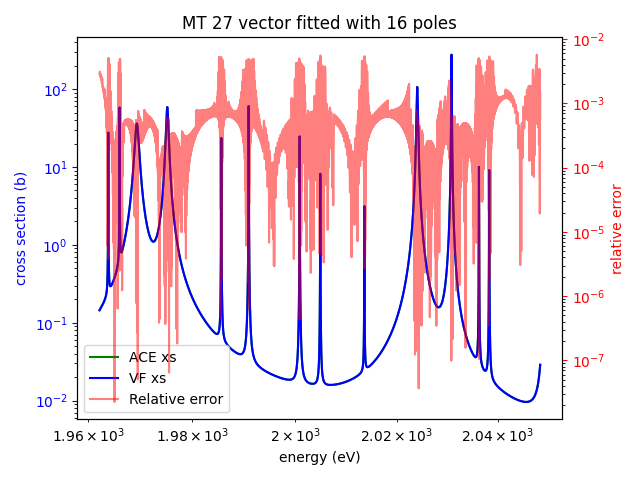 MT 27 vector fitted with 16 poles
cross section (b)
10²
10¹
10⁰
10⁻¹
10⁻²
10⁻²
10⁻³
10⁻⁴
10⁻⁵
10⁻⁶
10⁻⁷
relative error
ACE xs
VF xs
Relative error
1.96 × 10³ 1.98 × 10³ 2 × 10³ 2.02 × 10³ 2.04 × 10³
energy (eV)